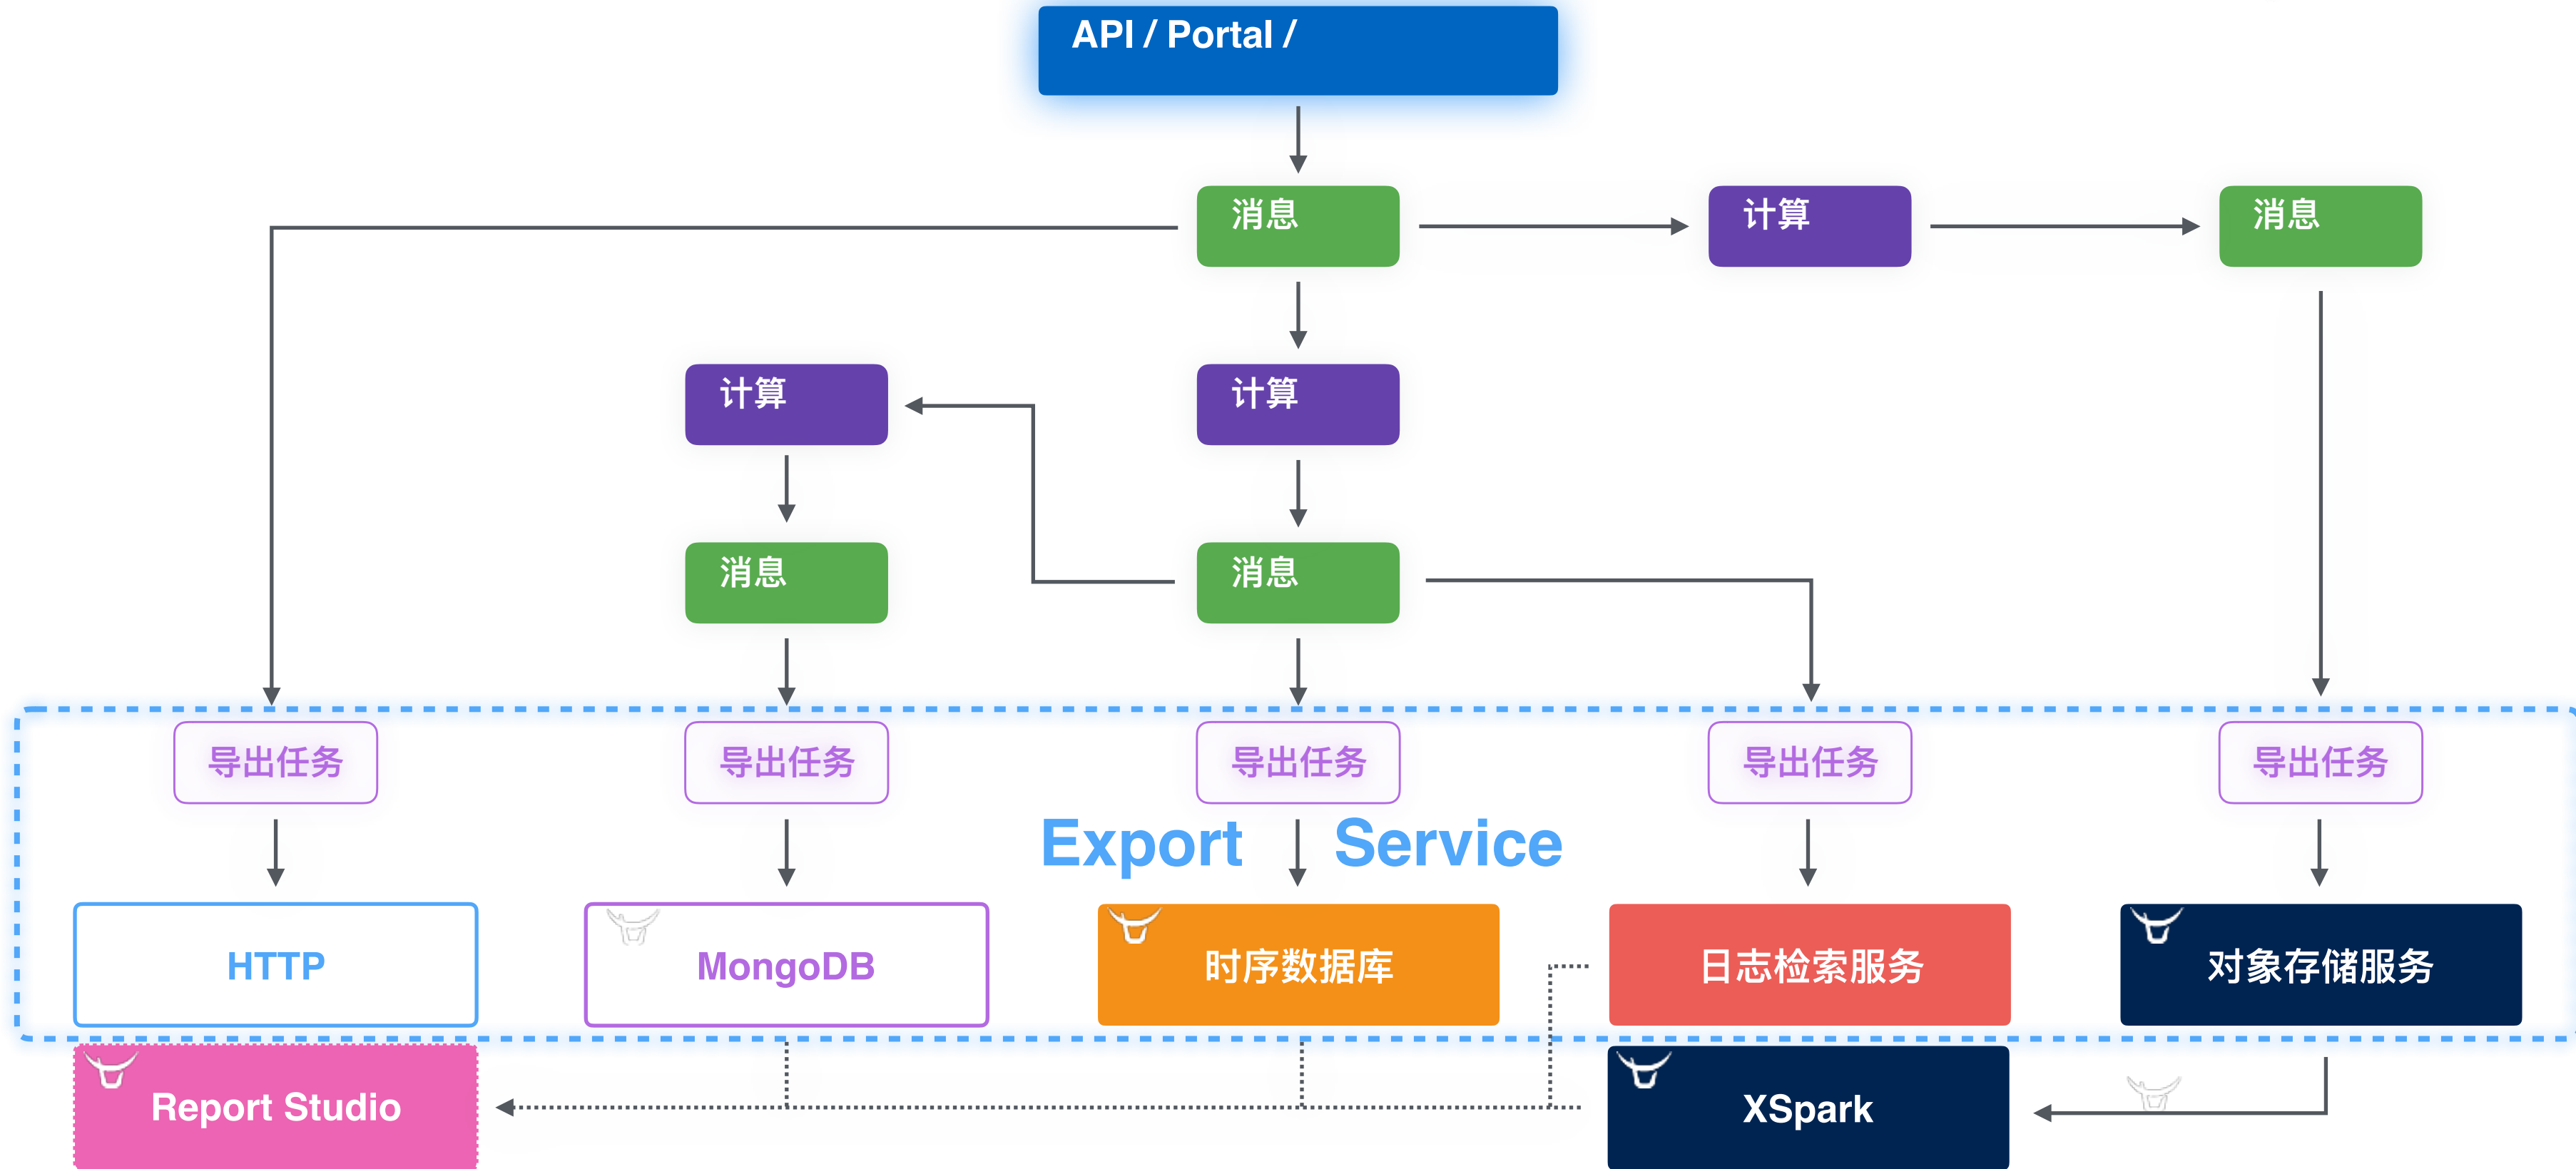 API / Portal /
消息
计算
消息
计算
计算
消息
消息
导出任务
导出任务
导出任务
导出任务
导出任务
Export Service
HTTP
MongoDB
时序数据库
日志检索服务
对象存储服务
Report Studio
XSpark